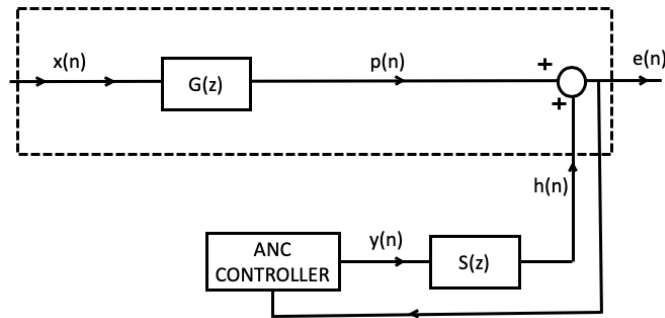 x(n)
G(z)
p(n)
+
+
e(n)
h(n)
ANC
CONTROLLER
y(n)
S(z)